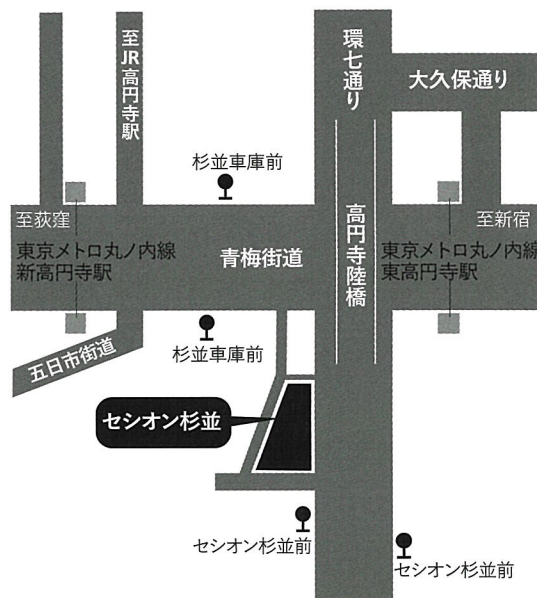 至JR高円寺駅
環七通り
大久保通り
杉並車庫前
至荻窪
至新宿
東京メトロ丸ノ内線
新高円寺駅
青梅街道
高円寺陸橋
東京メトロ丸ノ内線
東高円寺駅
杉並車庫前
五日市街道
セシオン杉並
セシオン杉並前
セシオン杉並前